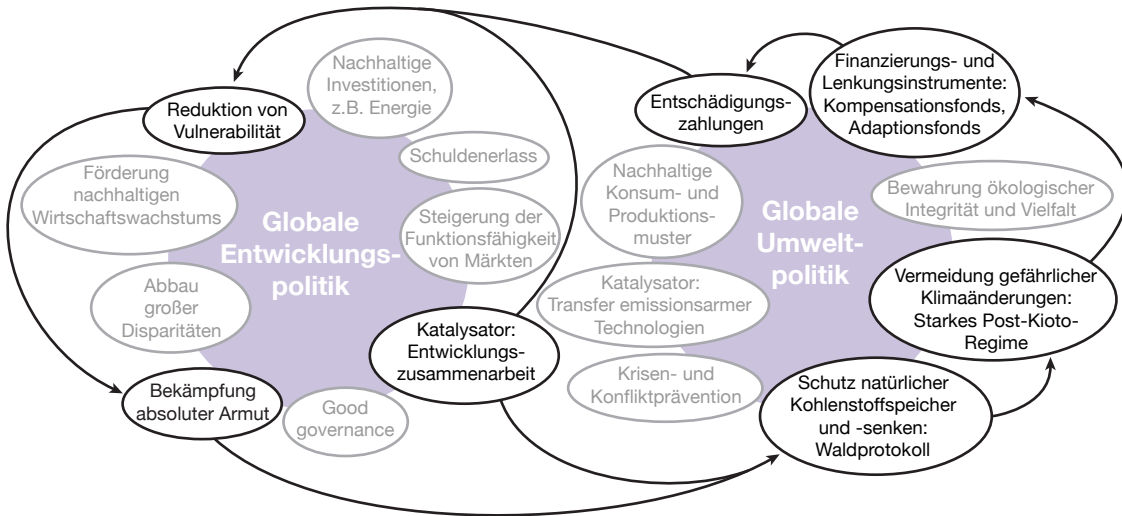 Nachhaltige
Investitionen,
z.B. Energie
Reduktion von
Vulnerabilität
Schuldenerlass
Förderung
nachhaltigen
Wirtschaftswachstums
Globale
Entwicklungs-
politik
Steigerung der
Funktionsfähigkeit
von Märkten
Abbau
großer
Disparitäten
Katalysator:
Entwicklungs-
zusammenarbeit
Bekämpfung
absoluter Armut
Good
governance
Finanzierungs- und
Lenkungsinstrumente:
Kompensationsfonds,
Adaptionsfonds
Entschädigungs-
zahlungen
Nachhaltige
Konsum- und
Produktions-
muster
Globale
Umwelt-
politik
Bewahrung ökologischer
Integrität und Vielfalt
Katalysator:
Transfer emissionsarmer
Technologien
Vermeidung gefährlicher
Klimaänderungen:
Starkes Post-Kioto-
Regime
Krisen- und
Konfliktprävention
Schutz natürlicher
Kohlenstoffspeicher
und -senken:
Waldprotokoll